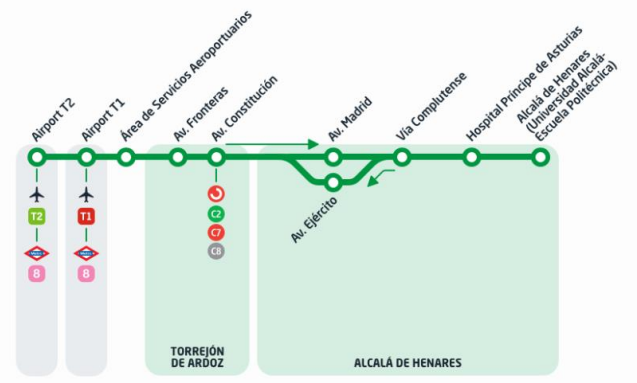 Airport T2
Airport T1
Área de Servicios Aeroportuarios
Av. Fronteras
Av. Constitución
Av. Madrid
Vía Complutense
Hospital Príncipe de Asturias
Alcalá de Henares
(Universidad Alcalá-
Escuela Politécnica)
Av. Ejército
T2
8
T1
8
C2
C7
C8
TORREJÓN
DE ARDOZ
ALCALÁ DE HENARES